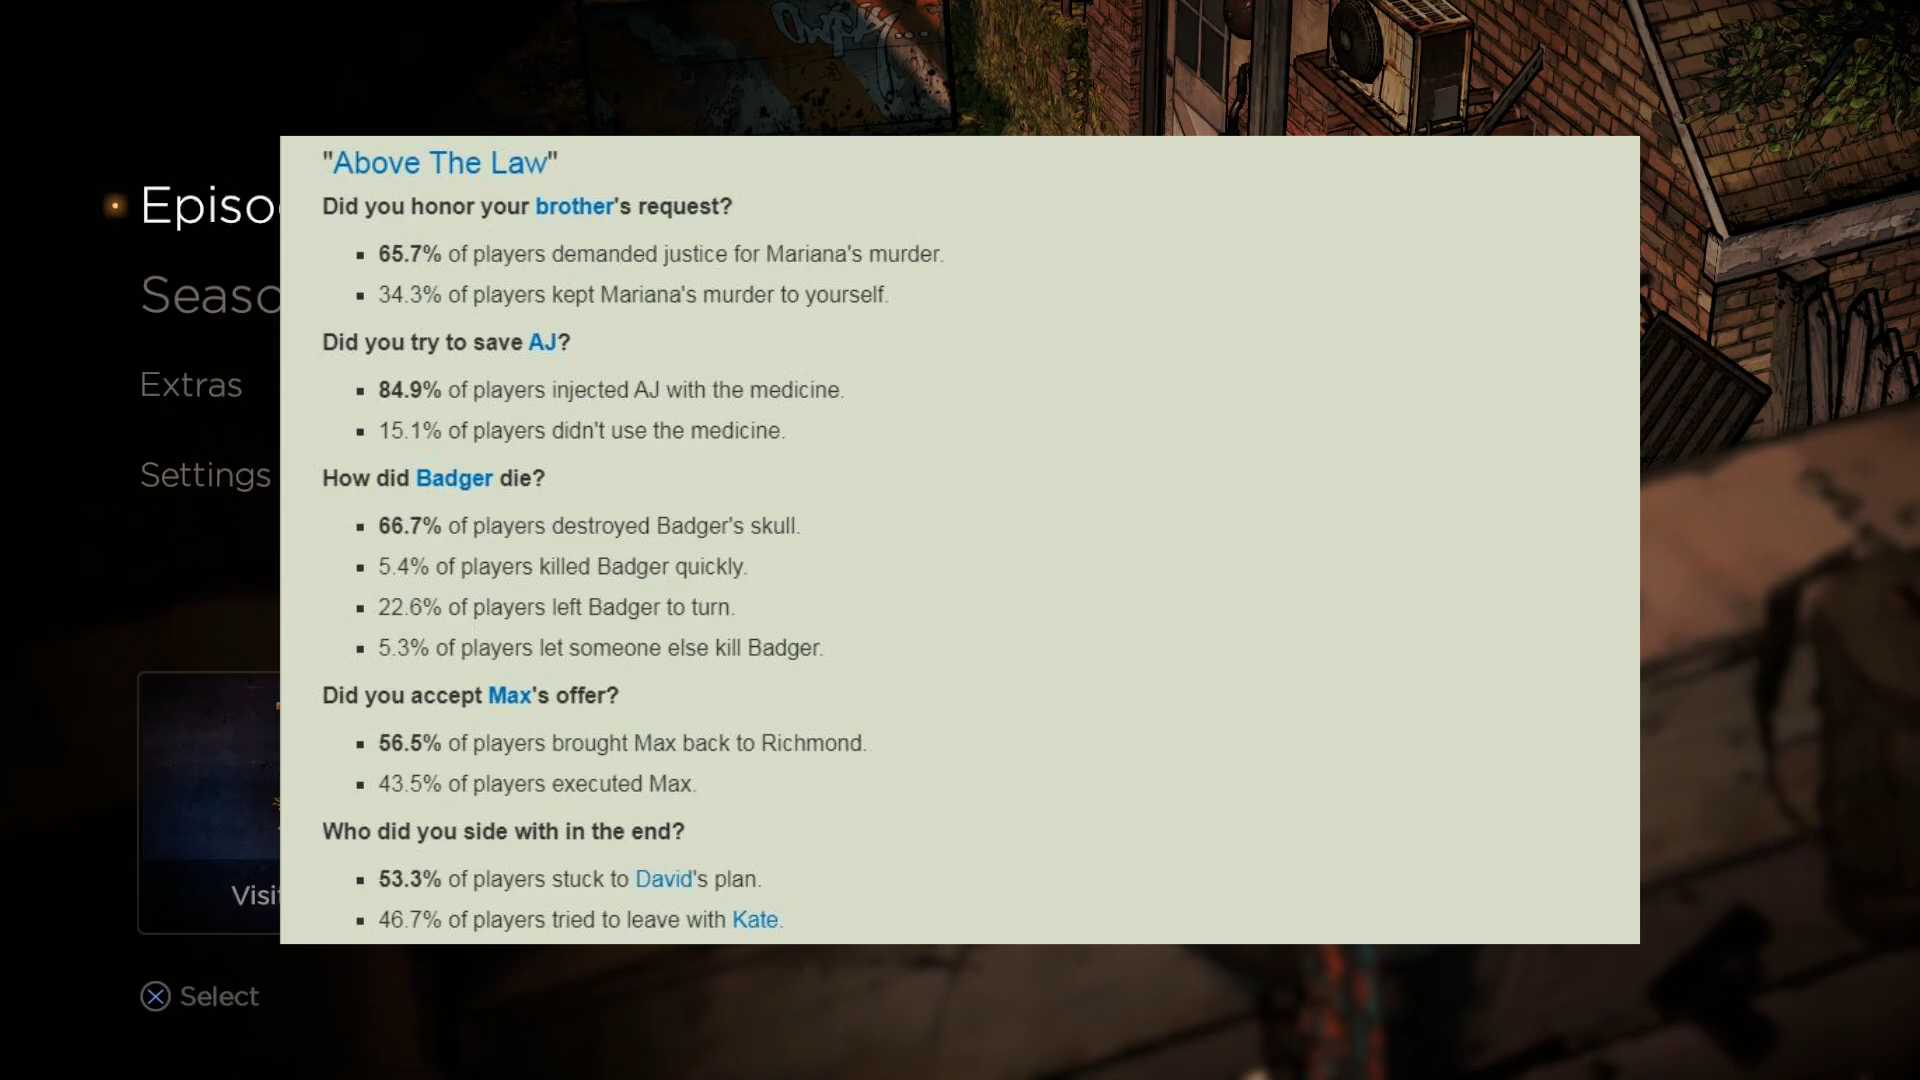 "Above The Law"
Did you honor your brother's request?
▪ 65.7% of players demanded justice for Mariana's murder.
▪ 34.3% of players kept Mariana's murder to yourself.
Did you try to save AJ?
▪ 84.9% of players injected AJ with the medicine.
▪ 15.1% of players didn't use the medicine.
How did Badger die?
▪ 66.7% of players destroyed Badger's skull.
▪ 5.4% of players killed Badger quickly.
▪ 22.6% of players left Badger to turn.
▪ 5.3% of players let someone else kill Badger.
Did you accept Max's offer?
▪ 56.5% of players brought Max back to Richmond.
▪ 43.5% of players executed Max.
Who did you side with in the end?
▪ 53.3% of players stuck to David's plan.
▪ 46.7% of players tried to leave with Kate.
Episo
Seaso
Extras
Settings
Visit
Select